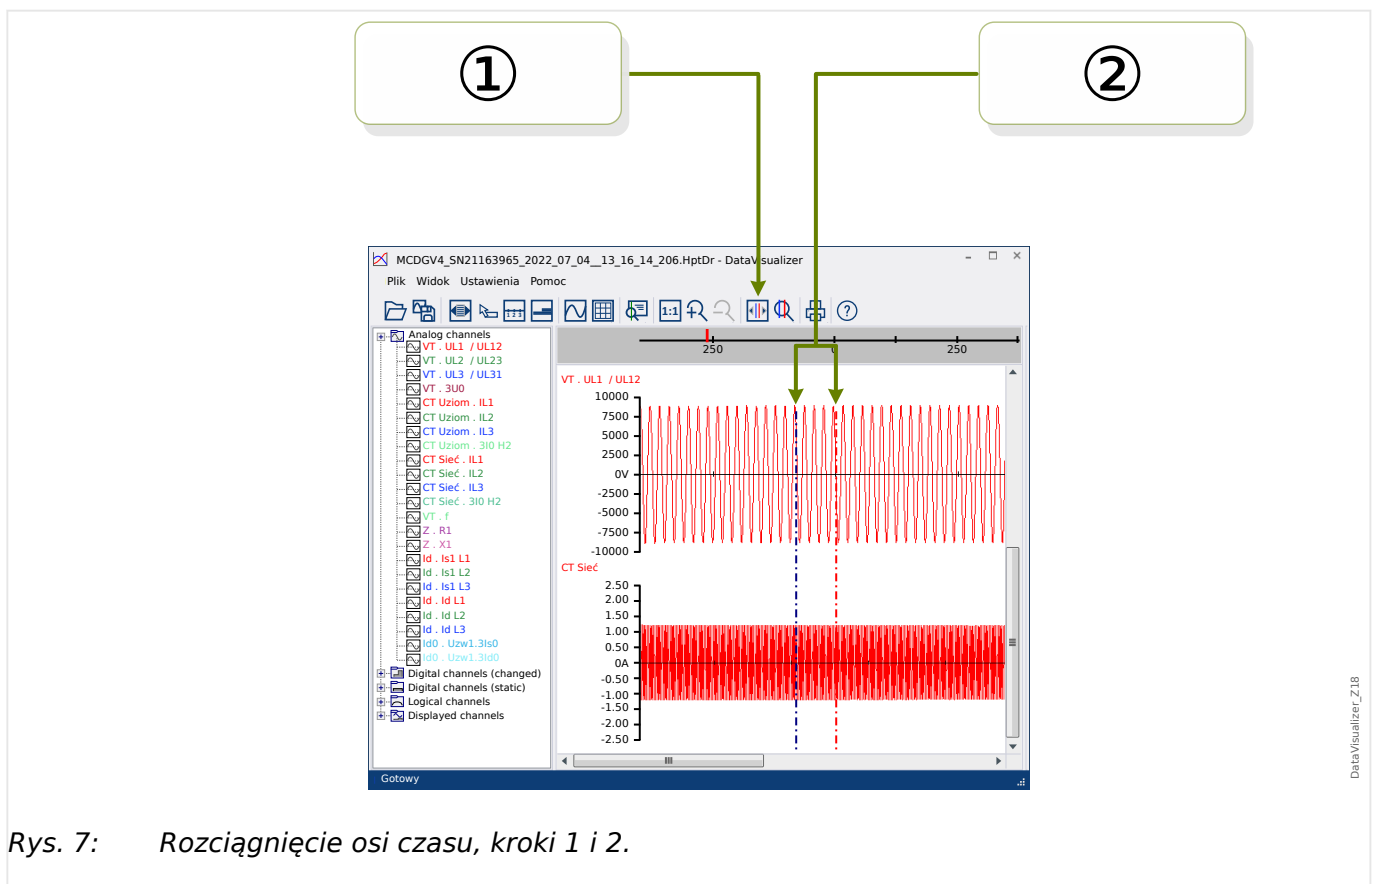 ①
②
MCDGV4_SN21163965_2022_07_04__13_16_14_206.HptDr - DataVisualizer
Plik Widok Ustawienia Pomoc
1:1
?
Analog channels
VT . UL1 / UL12
VT . UL2 / UL23
VT . UL3 / UL31
VT . 3U0
CT Uziom . IL1
CT Uziom . IL2
CT Uziom . IL3
CT Uziom . 3I0 H2
CT Sieć . IL1
CT Sieć . IL2
CT Sieć . IL3
CT Sieć . 3I0 H2
VT . f
Z . R1
Z . X1
Id . Is1 L1
Id . Is1 L2
Id . Is1 L3
Id . Id L1
Id . Id L2
Id . Id L3
Id0 . Uzw1.3Is0
Id0 . Uzw1.3Id0
Digital channels (changed)
Digital channels (static)
Logical channels
Displayed channels
250 0 250
VT . UL1 / UL12
10000
7500
5000
2500
0V
-2500
-5000
-7500
-10000
CT Sieć
2.50
2.00
1.50
1.00
0.50
0A
-0.50
-1.00
-1.50
-2.00
-2.50
Gotowy
DataVisualizer_Z18
Rys. 7: Rozciągnięcie osi czasu, kroki 1 i 2.